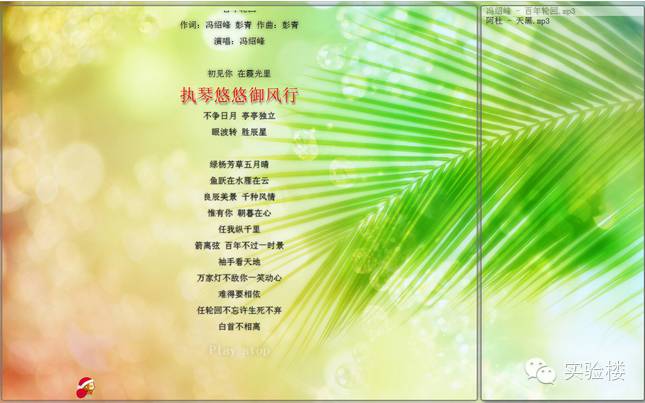 百年轮回
作词：冯绍峰 彭青 作曲：彭青
演唱：冯绍峰
初见你 在霞光里
执琴悠悠御风行
不争日月 亭亭独立
眼波转 胜辰星
绿杨芳草五月晴
鱼跃在水雁在云
良辰美景 千种风情
惟有你 朝暮在心
任我纵千里
箭离弦 百年不过一时景
袖手看天地
万家灯不敌你一笑动心
难得要相依
任轮回不忘许生死不弃
白首不相离
Play stop
冯绍峰 - 百年轮回.mp3
阿杜 - 天黑.mp3
实验楼